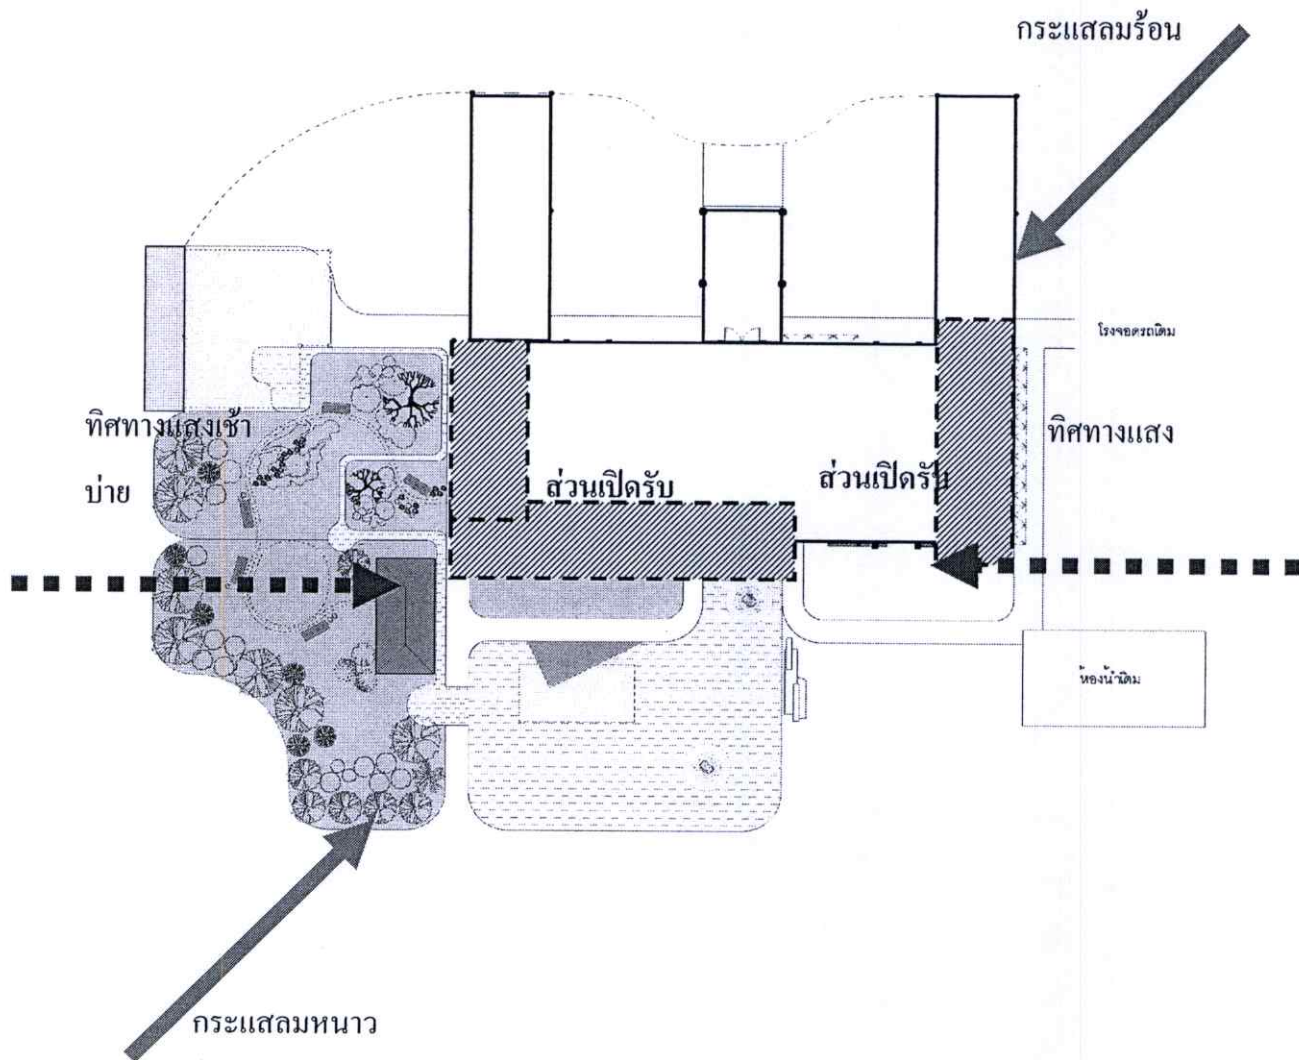 กระแสลมร้อน
โรงจอดรถเดิม
ทิศทางแสงเช้า
ทิศทางแสง
บ่าย
ส่วนเปิดรับ
ส่วนเปิดรับ
ห้องน้ำเดิม
กระแสลมหนาว